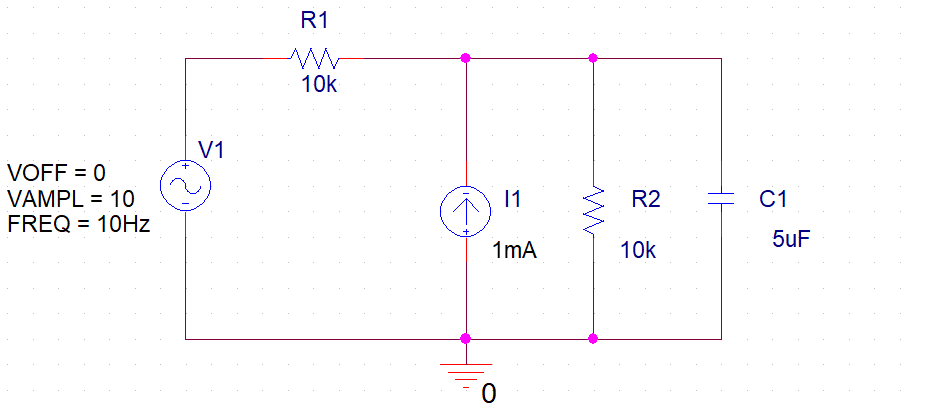 R1
10k
V1
VOFF = 0
VAMPL = 10
FREQ = 10Hz
I1
1mA
R2
10k
C1
5uF
0